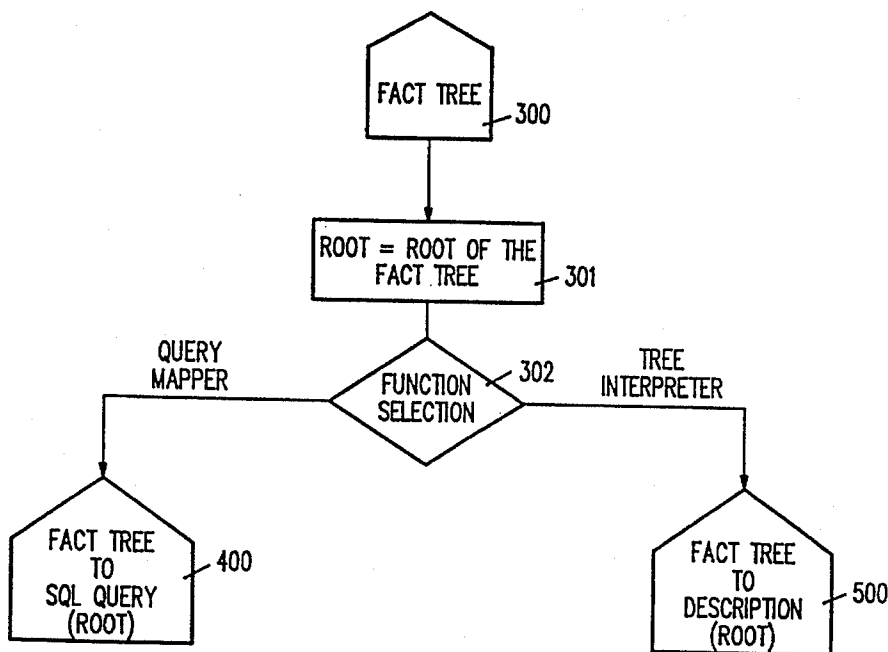 FACT TREE
300
ROOT = ROOT OF THE
FACT TREE
301
QUERY
MAPPER
FUNCTION
SELECTION
302
TREE
INTERPRETER
FACT TREE
TO
SQL QUERY
(ROOT)
400
FACT TREE
TO
DESCRIPTION
(ROOT)
500